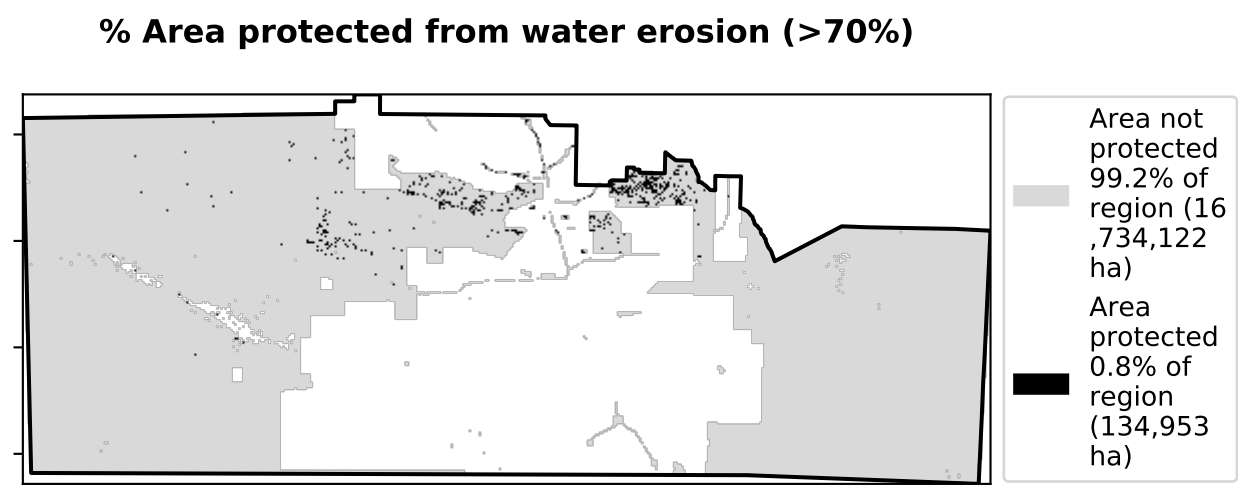 % Area protected from water erosion (>70%)
Area not
protected
99.2% of
region (16
,734,122
ha)
Area
protected
0.8% of
region
(134,953
ha)